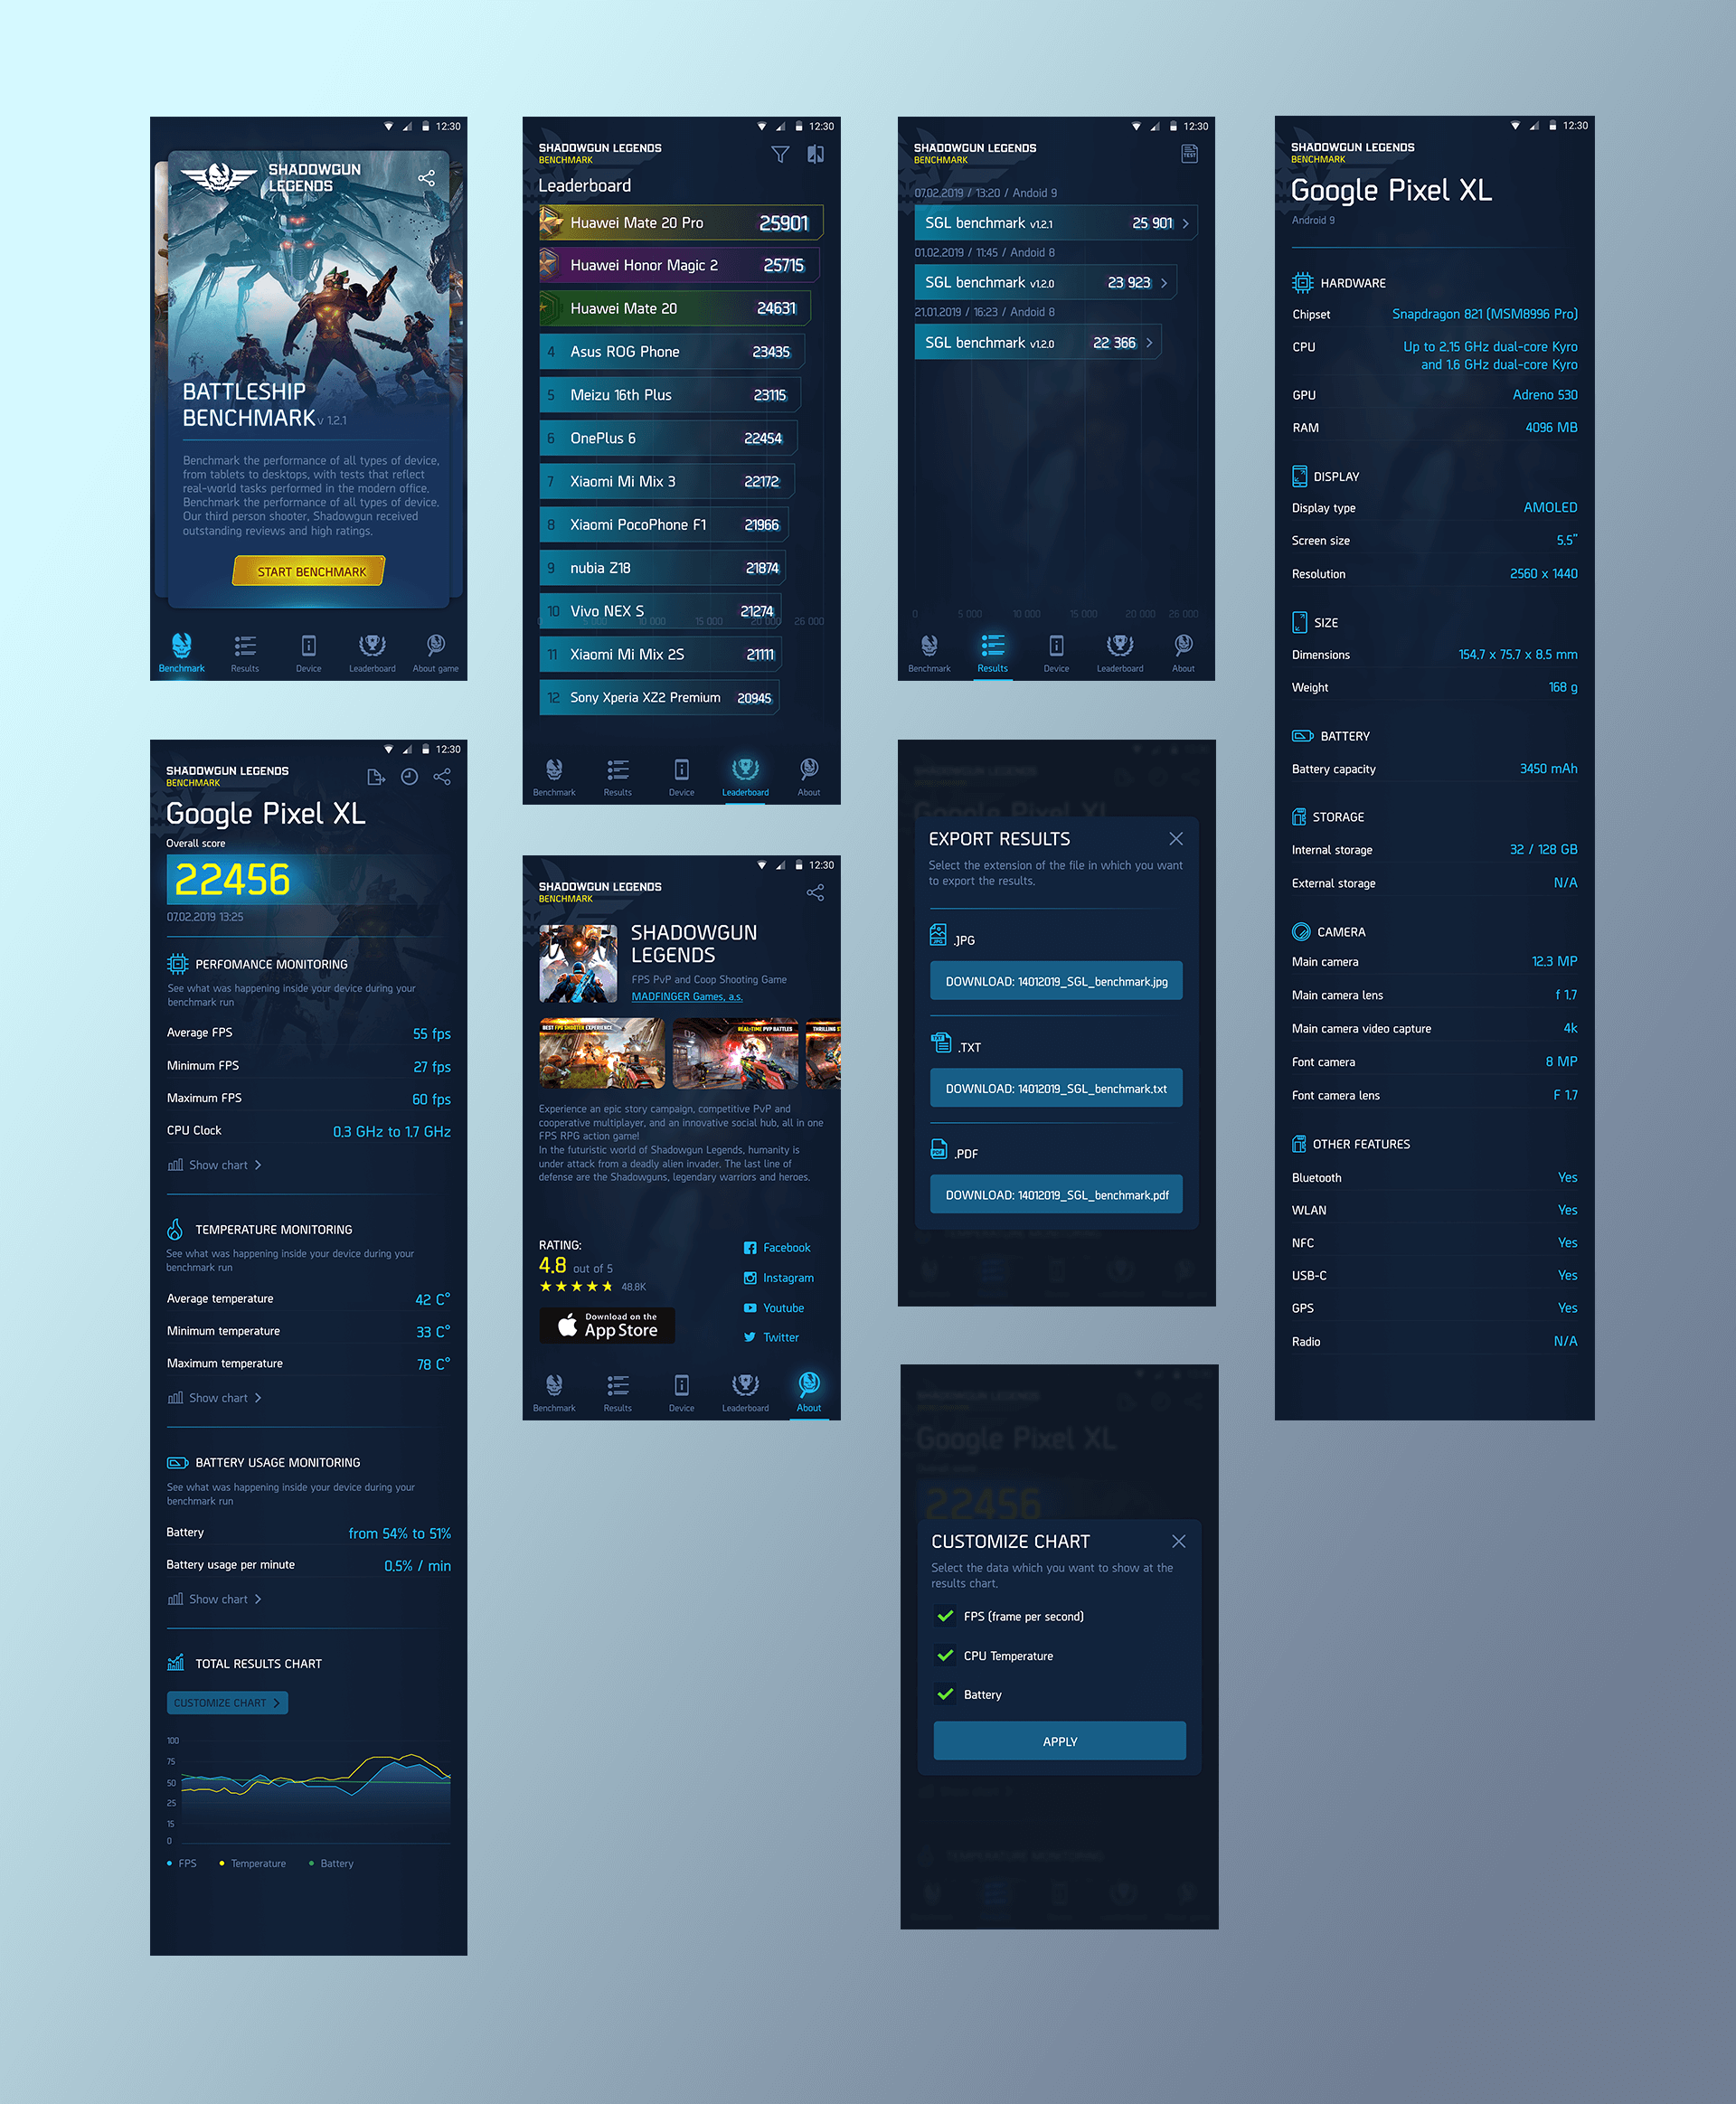 12:30
SHADOWGUN
LEGENDS
BATTLESHIP
BENCHMARK v 1.2.1
Benchmark the performance of all types of device,
from tablets to desktops, with tests that reflect
real-world tasks performed in the modern office.
Benchmark the performance of all types of device.
Our third person shooter, Shadowgun received
outstanding reviews and high ratings.
START BENCHMARK
Benchmark Results Device Leaderboard About game
12:30
SHADOWGUN LEGENDS
BENCHMARK
Google Pixel XL
Overall score
22456
07.02.2019 13:25
PERFOMANCE MONITORING
See what was happening inside your device during your
benchmark run
Average FPS 55 fps
Minimum FPS 27 fps
Maximum FPS 60 fps
CPU Clock 0.3 GHz to 1.7 GHz
Show chart
TEMPERATURE MONITORING
See what was happening inside your device during your
benchmark run
Average temperature 42 C°
Minimum temperature 33 C°
Maximum temperature 78 C°
Show chart
BATTERY USAGE MONITORING
See what was happening inside your device during your
benchmark run
Battery from 54% to 51%
Battery usage per minute 0.5% / min
Show chart
TOTAL RESULTS CHART
CUSTOMIZE CHART
100
75
50
25
15
0
FPS Temperature Battery
12:30
SHADOWGUN LEGENDS
BENCHMARK
Leaderboard
Huawei Mate 20 Pro 25901
Huawei Honor Magic 2 25715
Huawei Mate 20 24631
4 Asus ROG Phone 23435
5 Meizu 16th Plus 23115
6 OnePlus 6 22454
7 Xiaomi Mi Mix 3 22172
8 Xiaomi PocoPhone F1 21966
9 nubia Z18 21874
10 Vivo NEX S 21274
0 5 000 10 000 15 000 20 000 26 000
11 Xiaomi Mi Mix 2S 21111
12 Sony Xperia XZ2 Premium 20945
Benchmark Results Device Leaderboard About
12:30
SHADOWGUN LEGENDS
BENCHMARK
SHADOWGUN
LEGENDS
FPS PvP and Coop Shooting Game
MADFINGER Games, a.s.
BEST FPS SHOOTER EXPERIENCE
REAL-TIME PVP BATTLES
THRILLING
Experience an epic story campaign, competitive PvP and
cooperative multiplayer, and an innovative social hub, all in one
FPS RPG action game!
In the futuristic world of Shadowgun Legends, humanity is
under attack from a deadly alien invader. The last line of
defense are the Shadowguns, legendary warriors and heroes.
RATING:
4.8 out of 5
48.8K
Download on the
App Store
Facebook
Instagram
Youtube
Twitter
Benchmark Results Device Leaderboard About
12:30
SHADOWGUN LEGENDS
BENCHMARK
TEST
07.02.2019 / 13:20 / Andoid 9
SGL benchmark v1.2.1 25 901
01.02.2019 / 11:45 / Andoid 8
SGL benchmark v1.2.0 23 923
21.01.2019 / 16:23 / Andoid 8
SGL benchmark v1.2.0 22 366
0 5 000 10 000 15 000 20 000 26 000
Benchmark Results Device Leaderboard About
SHADOWGUN LEGENDS
Google Pixel XL
EXPORT RESULTS
Select the extension of the file in which you want
to export the results.
JPG
.JPG
DOWNLOAD: 14012019_SGL_benchmark.jpg
TXT
.TXT
DOWNLOAD: 14012019_SGL_benchmark.txt
PDF
.PDF
DOWNLOAD: 14012019_SGL_benchmark.pdf
TEMPERATURE MONITORING
SHADOWGUN LEGENDS
Google Pixel XL
Overall score
22456
CUSTOMIZE CHART
Select the data which you want to show at the
results chart.
FPS (frame per second)
CPU Temperature
Battery
APPLY
TEMPERATURE MONITORING
12:30
SHADOWGUN LEGENDS
BENCHMARK
Google Pixel XL
Android 9
HARDWARE
Chipset Snapdragon 821 (MSM8996 Pro)
CPU Up to 2.15 GHz dual-core Kyro
and 1.6 GHz dual-core Kyro
GPU Adreno 530
RAM 4096 MB
DISPLAY
Display type AMOLED
Screen size 5.5"
Resolution 2560 x 1440
SIZE
Dimensions 154.7 x 75.7 x 8.5 mm
Weight 168 g
BATTERY
Battery capacity 3450 mAh
STORAGE
Internal storage 32 / 128 GB
External storage N/A
CAMERA
Main camera 12.3 MP
Main camera lens f 1.7
Main camera video capture 4k
Font camera 8 MP
Font camera lens F 1.7
OTHER FEATURES
Bluetooth Yes
WLAN Yes
NFC Yes
USB-C Yes
GPS Yes
Radio N/A